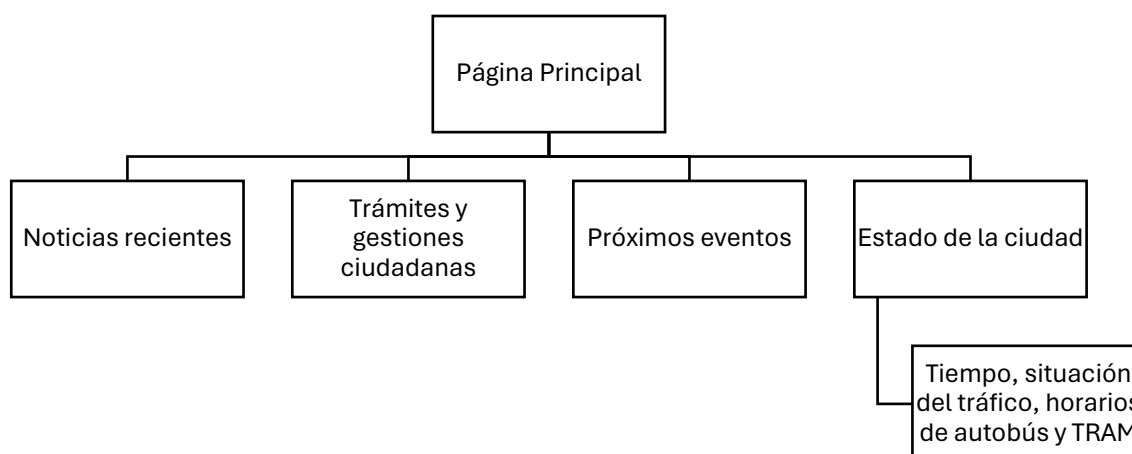 Página Principal
Noticias recientes
Trámites y
gestiones
ciudadanas
Próximos eventos
Estado de la ciudad
Tiempo, situación
del tráfico, horarios
de autobús y TRAM